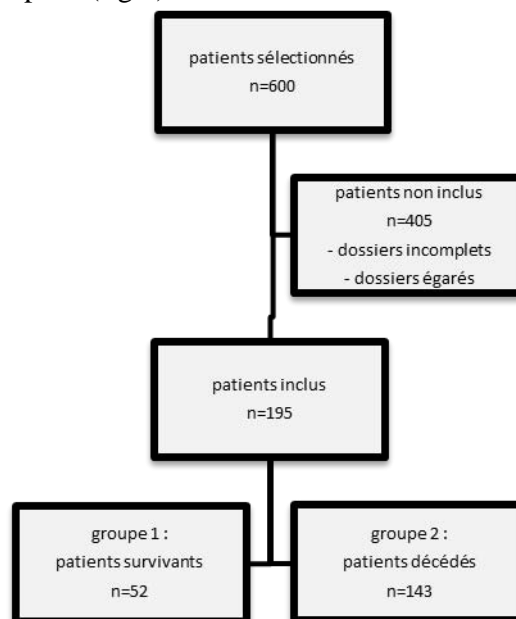 patients sélectionnés
n=600
patients non inclus
n=405
- dossiers incomplets
- dossiers égarés
patients inclus
n=195
groupe 1 :
patients survivants
n=52
groupe 2 :
patients décédés
n=143